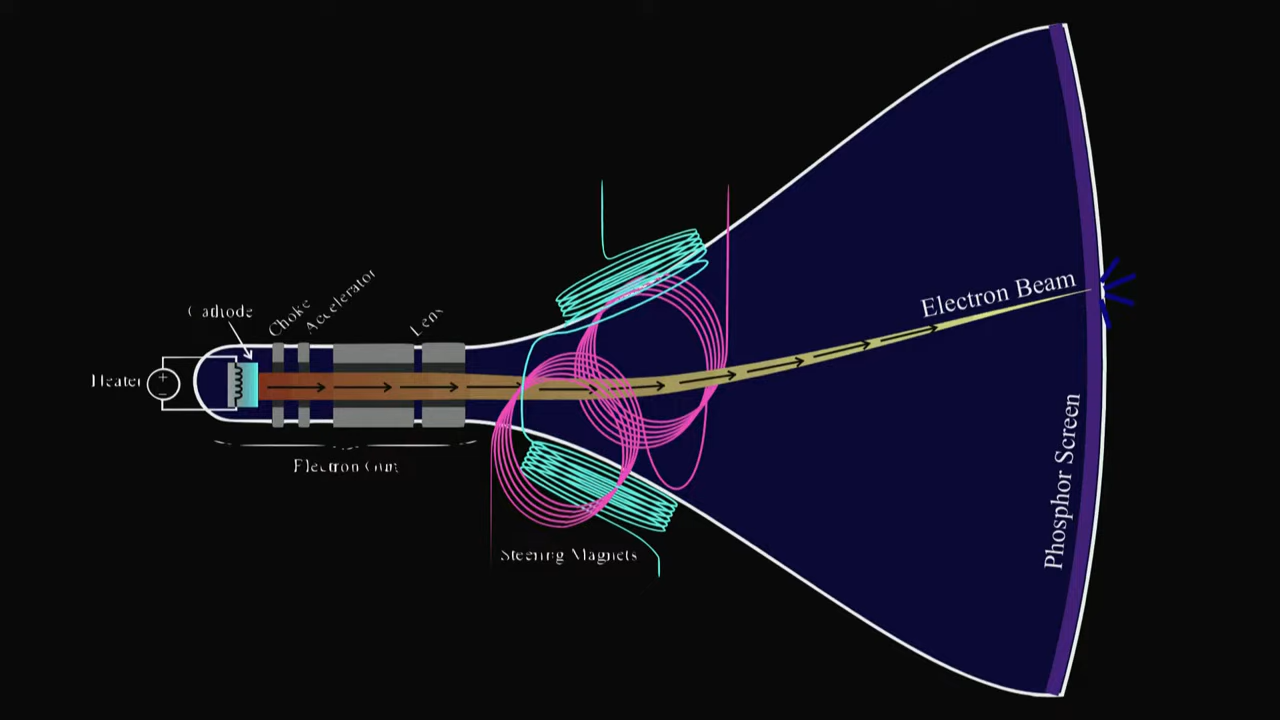 Cathode
Choke
Accelerator
Lens
Heater
Electron Gun
Steering Magnets
Electron Beam
Phosphor Screen